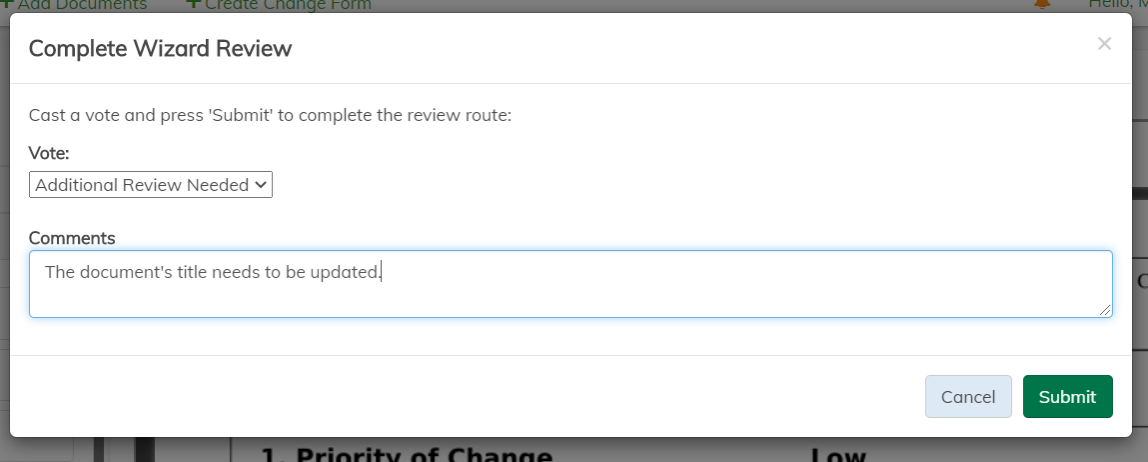 +Add Documents +Create Change Form Hello, M
Complete Wizard Review ×
Cast a vote and press 'Submit' to complete the review route:
Vote:
Additional Review Needed
Comments
The document's title needs to be updated.
Cancel Submit
1. Priority of Change Low